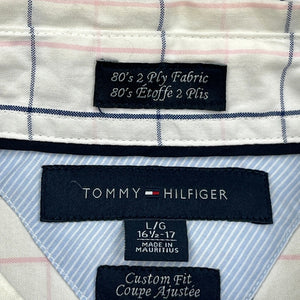 80's 2 Ply Fabric
80's Étoffe 2 Plis
TOMMY HILFIGER
L/G
16½-17
MADE IN
MAURITIUS
Custom Fit
Coupe Ajustée